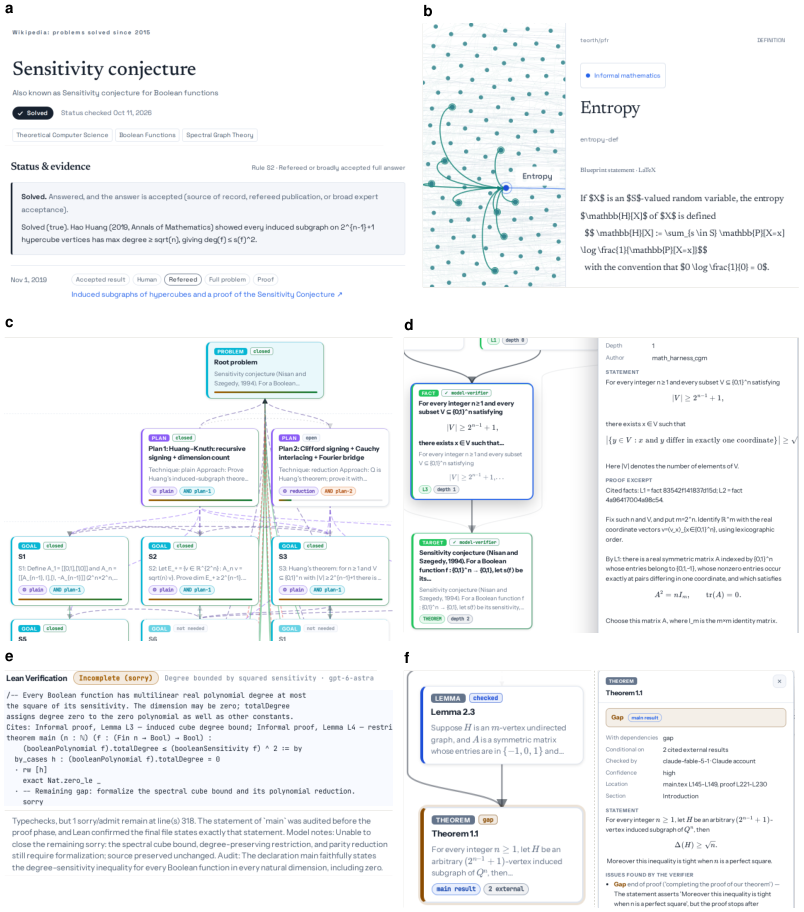 a
Wikipedia: problems solved since 2015
Sensitivity conjecture
Also known as Sensitivity conjecture for Boolean functions
✓ Solved
Status checked Oct 11, 2026
Theoretical Computer Science
Boolean Functions
Spectral Graph Theory
Status & evidence
Rule S2 · Refereed or broadly accepted full answer
Solved. Answered, and the answer is accepted (source of record, refereed publication, or broad expert
acceptance).
Solved (true). Hao Huang (2019, Annals of Mathematics) showed every induced subgraph on 2^{n-1}+1
hypercube vertices has max degree ≥ sqrt(n), giving deg(f) ≤ s(f)^2.
Nov 1, 2019
Accepted result
Human
Refereed
Full problem
Proof
Induced subgraphs of hypercubes and a proof of the Sensitivity Conjecture ↗
b
Entropy
teorth/pfr
DEFINITION
Informal mathematics
Entropy
entropy-def
Blueprint statement · LaTeX
If $X$ is an $S$-valued random variable, the entropy
$\mathbb{H}[X]$ of $X$ is defined
$$ \mathbb{H}[X] := \sum_{s \in S} \mathbb{P}[X=x]
\log \frac{1}{\mathbb{P}[X=x]}$$
with the convention that $0 \log \frac{1}{0} = 0$.
c
PROBLEM closed
Root problem
Sensitivity conjecture (Nisan and
Szegedy, 1994). For a Boolean…
PLAN closed
Plan 1: Huang–Knuth: recursive
signing + dimension count
Technique: plain Approach: Prove
Huang's induced-subgraph theore…
plain
AND plan-1
PLAN open
Plan 2: Clifford signing + Cauchy
interlacing + Fourier bridge
Technique: reduction Approach: Q is
Huang's theorem; prove it with…
reduction
AND plan-2
GOAL closed
S1
plain
AND plan-1
GOAL closed
S2
plain
AND plan-1
GOAL closed
S3
Huang's theorem: for n ≥ 1 and V
plain
AND plan-1
GOAL closed
S5
GOAL not needed
S6
GOAL not needed
S1
d
L1
depth 0
FACT ✓ model-verifier
For every integer n ≥ 1 and every
subset V ⊆ {0,1}^n satisfying
|V| ≥ 2ⁿ⁻¹ + 1,
there exists x ∈ V such that…
For every integer n ≥ 1 and every
subset V ⊆ {0,1}^n satisfying
|V| ≥ 2ⁿ⁻¹ + 1, . . .
L3
depth 1
TARGET ✓ model-verifier
Sensitivity conjecture (Nisan and
Szegedy, 1994). For a Boolean
function f : {0,1}^n → {0,1}, let s(f) be
its…
Sensitivity conjecture (Nisan and
Szegedy, 1994). For a Boolean function f
: {0,1}^n → {0,1}, let s(f) be its sensitivity,…
THEOREM
depth 2
Depth 1
Author math_harness_cgm
STATEMENT
For every integer n ≥ 1 and every subset V ⊆ {0,1}^n satisfying
|V| ≥ 2ⁿ⁻¹ + 1,
there exists x ∈ V such that
|{y ∈ V : x and y differ in exactly one coordinate}| ≥ √
Here |V| denotes the number of elements of V.
PROOF EXCERPT
Cited facts: L1 = fact 83542f141837d15d; L2 = fact
4a96417004a98c54.
Fix such n and V, and put m=2^n. Identify ℝ^m with the real
coordinate vectors v=(v_x)_{x∈{0,1}^n}, using lexicographic
order.
By L1, there is a real symmetric matrix A indexed by {0,1}^n
whose entries belong to {0,1,-1}, whose nonzero entries occur
exactly at pairs differing in one coordinate, and which satisfies
A² = nIₘ, tr(A) = 0.
Choose this matrix A, where I_m is the m×m identity matrix.
e
Lean Verification
Incomplete (sorry)
Degree bounded by squared sensitivity · gpt-6-astra
/-- Every Boolean function has multilinear real polynomial degree at most
the square of its sensitivity. The dimension may be zero; totalDegree
assigns degree zero to the zero polynomial as well as other constants.
Cites: Informal proof, Lemma L3 — induced cube degree bound; Informal proof, Lemma L4 — restri
theorem main (n : ℕ) (f : (Fin n → Bool) → Bool) :
(booleanPolynomial f).totalDegree ≤ (booleanSensitivity f) ^ 2 := by
by_cases h : (booleanPolynomial f).totalDegree = 0
· rw [h]
exact Nat.zero_le _
· -- Remaining gap: formalize the spectral cube bound and its polynomial reduction.
sorry
Typechecks, but 1 sorry/admit remain at line(s) 318. The statement of `main` was audited before the
proof phase, and Lean confirmed the final file states exactly that statement. Model notes: Unable to
close the remaining sorry: the spectral cube bound, degree-preserving restriction, and parity reduction
still require formalization; source preserved unchanged. Audit: The declaration main faithfully states
the degree-sensitivity inequality for every Boolean function in every natural dimension, including zero.
f
LEMMA checked
Lemma 2.3
Suppose H is an m-vertex undirected
graph, and A is a symmetric matrix
whose entries are in {−1, 0, 1} and…
THEOREM gap
Theorem 1.1
For every integer n ≥ 1, let H be an
arbitrary (2ⁿ⁻¹ + 1)-vertex induced
subgraph of Qⁿ, then…
main result
2 external
THEOREM
×
Theorem 1.1
Gap
main result
With dependencies gap
Conditional on 2 cited external results
Checked by claude-fable-5-1 · Claude account
Confidence high
Location main.tex L145–L149, proof L221–L230
Section Introduction
STATEMENT
For every integer n ≥ 1, let H be an arbitrary (2ⁿ⁻¹ + 1)-
vertex induced subgraph of Qⁿ, then
Δ(H) ≥ √n.
Moreover this inequality is tight when n is a perfect square.
ISSUES FOUND BY THE VERIFIER
• Gap end of proof ('completing the proof of our theorem') —
The statement asserts 'Moreover this inequality is tight
when n is a perfect square', but the proof stops after